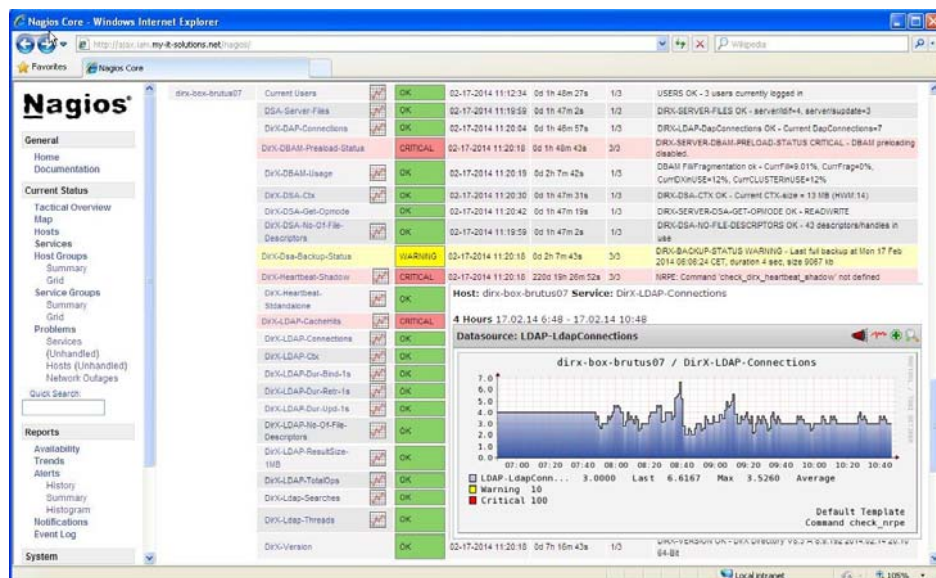 Nagios Core - Windows Internet Explorer
my-it-solutions.net/nagios/
Wikipedia
Favorites Nagios Core
Nagios®
General
Home
Documentation
Current Status
Tactical Overview
Map
Hosts
Services
Host Groups
Summary
Grid
Service Groups
Summary
Grid
Problems
Services
(Unhandled)
Hosts (Unhandled)
Network Outages
Quick Search:
Reports
Availability
Trends
Alerts
History
Summary
Histogram
Notifications
Event Log
System
dirx-box-brutus07 Current Users OK 02-17-2014 11:12:34 0d 1h 48m 27s 1/3 USERS OK - 3 users currently logged in
DSA-Server-Files OK 02-17-2014 11:19:59 0d 1h 47m 2s 1/3 DIRX-SERVER-FILES OK - server/ldif=4, server/supdate=3
DirX-DAP-Connections OK 02-17-2014 11:20:04 0d 1h 46m 57s 1/3 DIRX-LDAP-DapConnections OK - Current DapConnections=7
DirX-DBAM-Preload-Status CRITICAL 02-17-2014 11:20:18 0d 1h 48m 43s 3/3 DIRX-SERVER-DBAM-PRELOAD-STATUS CRITICAL - DBAM preloading
disabled.
DirX-DBAM-Usage OK 02-17-2014 11:20:19 0d 2h 7m 42s 1/3 DBAM FW/Fragmentation ok - CurrFill=9.01%, CurrFrag=0%,
CurrIDXinUSE=12%, CurrCLUSTERinUSE=12%
DirX-DSA-Ctx OK 02-17-2014 11:20:30 0d 1h 47m 31s 1/3 DIRX-DSA-CTX OK - Current CTX-size = 13 MB (HWM:14)
DirX-DSA-Get-Opmode OK 02-17-2014 11:20:42 0d 1h 47m 19s 1/3 DIRX-SERVER-DSA-GET-OPMODE OK - READWRITE
DirX-DSA-No-Of-File-
Descriptors OK 02-17-2014 11:19:59 0d 1h 47m 2s 1/3 DIRX-DSA-NO-FILE-DESCRIPTORS OK - 43 descriptors/handles in
use
DirX-Dsa-Backup-Status WARNING 02-17-2014 11:20:18 0d 2h 7m 43s 3/3 DIRX-BACKUP-STATUS WARNING - Last full backup at Mon 17 Feb
2014 06:08:24 CET, duration 4 sec, size 9067 kb
DirX-Heartbeat-Shadow CRITICAL 02-17-2014 11:20:18 220d 19h 26m 52s 3/3 NRPE: Command 'check_dirx_heartbeat_shadow' not defined
DirX-Heartbeat-
Stdandalone OK
DirX-LDAP-Cachehits CRITICAL
DirX-LDAP-Connections OK
DirX-LDAP-Ctx OK
DirX-LDAP-Dur-Bind-1s OK
DirX-LDAP-Dur-Retr-1s OK
DirX-LDAP-Dur-Upd-1s OK
DirX-LDAP-No-Of-File-
Descriptors OK
DirX-LDAP-ResultSize-
1MB OK
DirX-LDAP-TotalOps OK
DirX-Ldap-Searches OK
DirX-Ldap-Threads OK
DirX-Version OK 02-17-2014 11:20:18 0d 7h 16m 43s 1/3
64-Bit
Host: dirx-box-brutus07 Service: DirX-LDAP-Connections
4 Hours 17.02.14 6:48 - 17.02.14 10:48
Datasource: LDAP-LdapConnections
dirx-box-brutus07 / DirX-LDAP-Connections
7.0
6.0
5.0
4.0
3.0
2.0
1.0
0.0
07:00 07:20 07:40 08:00 08:20 08:40 09:00 09:20 09:40 10:00 10:20 10:40
LDAP-LdapConn... 3.0000 Last 6.6167 Max 3.5260 Average
Warning 10
Critical 100
Default Template
Command check_nrpe
Local intranet 105%